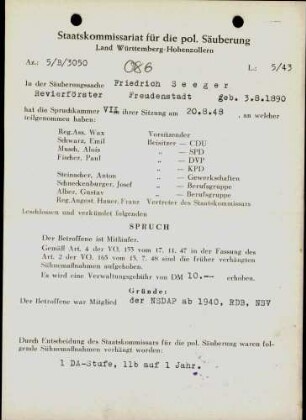 Staatskommissariat für die pol. Säuberung
Land Württemberg-Hohenzollern
Az.: 5/B/3050 086 L.: 5/43
In der Säuberungssache Friedrich Seeger
Revierförster Freudenstadt geb. 3.8.1890
hat die Spruchkammer VII ihrer Sitzung am 20.8.48 , an welcher
teilgenommen haben:
Reg.Ass. Wax Vorsitzender
Schwarz, Emil Beisitzer — CDU
Maseh, Alois „ — SPD
Fischer, Paul „ — DVP
„ — KPD
Steinacher, Anton „ — Gewerkschaften
Schneckenburger, Josef „ — Berufsgruppe
Alber, Gustav „ — Berufsgruppe
Reg.Angest. Hauer, Franz Vertreter des Staatskommissars
beschlossen und verkündet folgenden
SPRUCH
Der Betroffene ist Mitläufer.
Gemäß Art. 4 der VO. 133 vom 17. 11. 47 in der Fassung des
Art. 2 der VO. 165 vom 13. 7. 48 sind die früher verhängten
Sühnemaßnahmen aufgehoben.
Es wird eine Verwaltungsgebühr von DM 10.-- erhoben.
Gründe:
Der Betroffene war Mitglied der NSDAP ab 1940, RDB, NSV
Durch Entscheidung des Staatskommissars für die pol. Säuberung waren fol-
gende Sühnemaßnahmen verhängt worden:
1 DA-Stufe, 11b auf 1 Jahr.